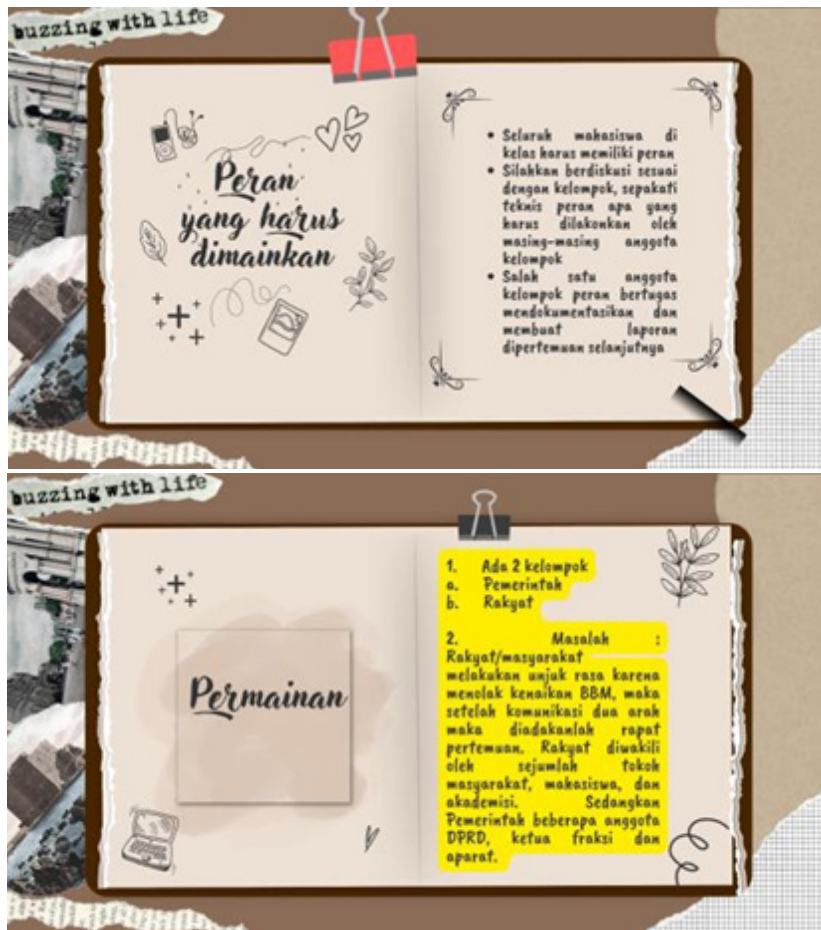 buzzing with life
Peran
yang harus
dimainkan
• Seluruh mahasiswa di
kelas harus memiliki peran
• Silahkan berdiskusi sesuai
dengan kelompok, sepakati
teknis peran apa yang
harus dilakonkan oleh
masing-masing anggota
kelompok
• Salah satu anggota
kelompok peran bertugas
mendokumentasikan dan
membuat laporan
dipertemuan selanjutnya
buzzing with life
Permainan
1. Ada 2 kelompok
a. Pemerintah
b. Rakyat
2. Masalah :
Rakyat/masyarakat
melakukan unjuk rasa karena
menolak kenaikan BBM, maka
setelah komunikasi dua arah
maka diadakanlah rapat
pertemuan. Rakyat diwakili
oleh sejumlah tokoh
masyarakat, mahasiswa, dan
akademisi. Sedangkan
Pemerintah beberapa anggota
DPRD, ketua fraksi dan
aparat.